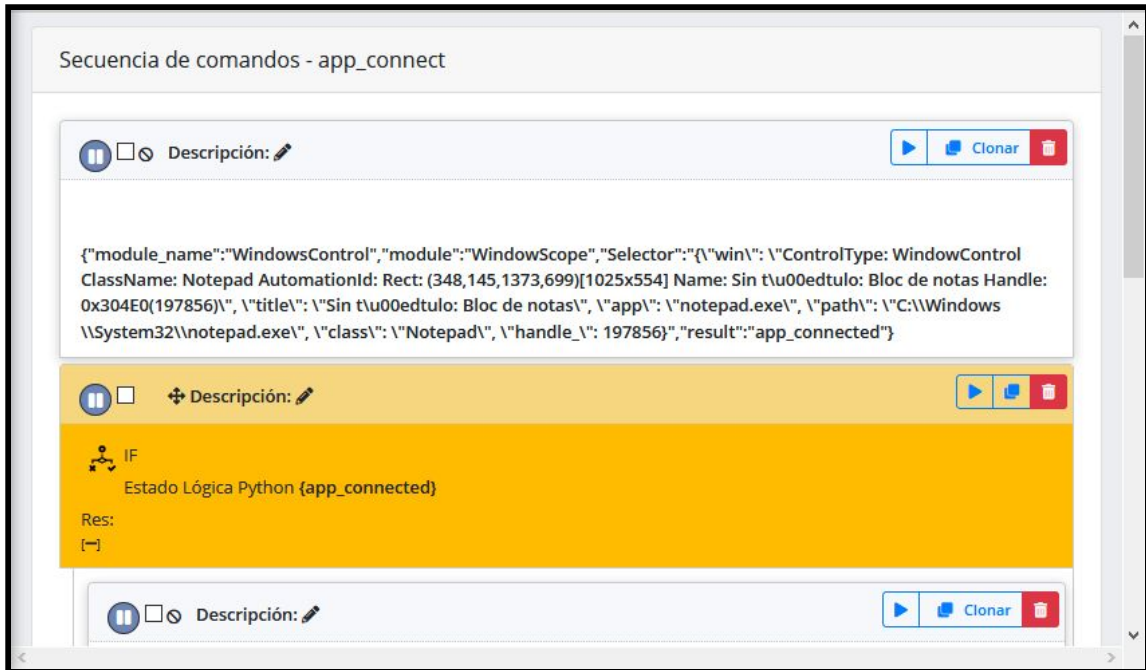 Secuencia de comandos - app_connect
Descripción:
Clonar
{"module_name":"WindowsControl","module":"WindowScope","Selector":"{\"win\": \"ControlType: WindowControl
ClassName: Notepad AutomationId: Rect: (348,145,1373,699)[1025x554] Name: Sin t\u00edtulo: Bloc de notas Handle:
0x304E0(197856)\", \"title\": \"Sin t\u00edtulo: Bloc de notas\", \"app\": \"notepad.exe\", \"path\": \"C:\\Windows
\\System32\\notepad.exe\", \"class\": \"Notepad\", \"handle_\": 197856}","result":"app_connected"}
Descripción:
IF
Estado Lógica Python {app_connected}
Res:
[—]
Descripción:
Clonar